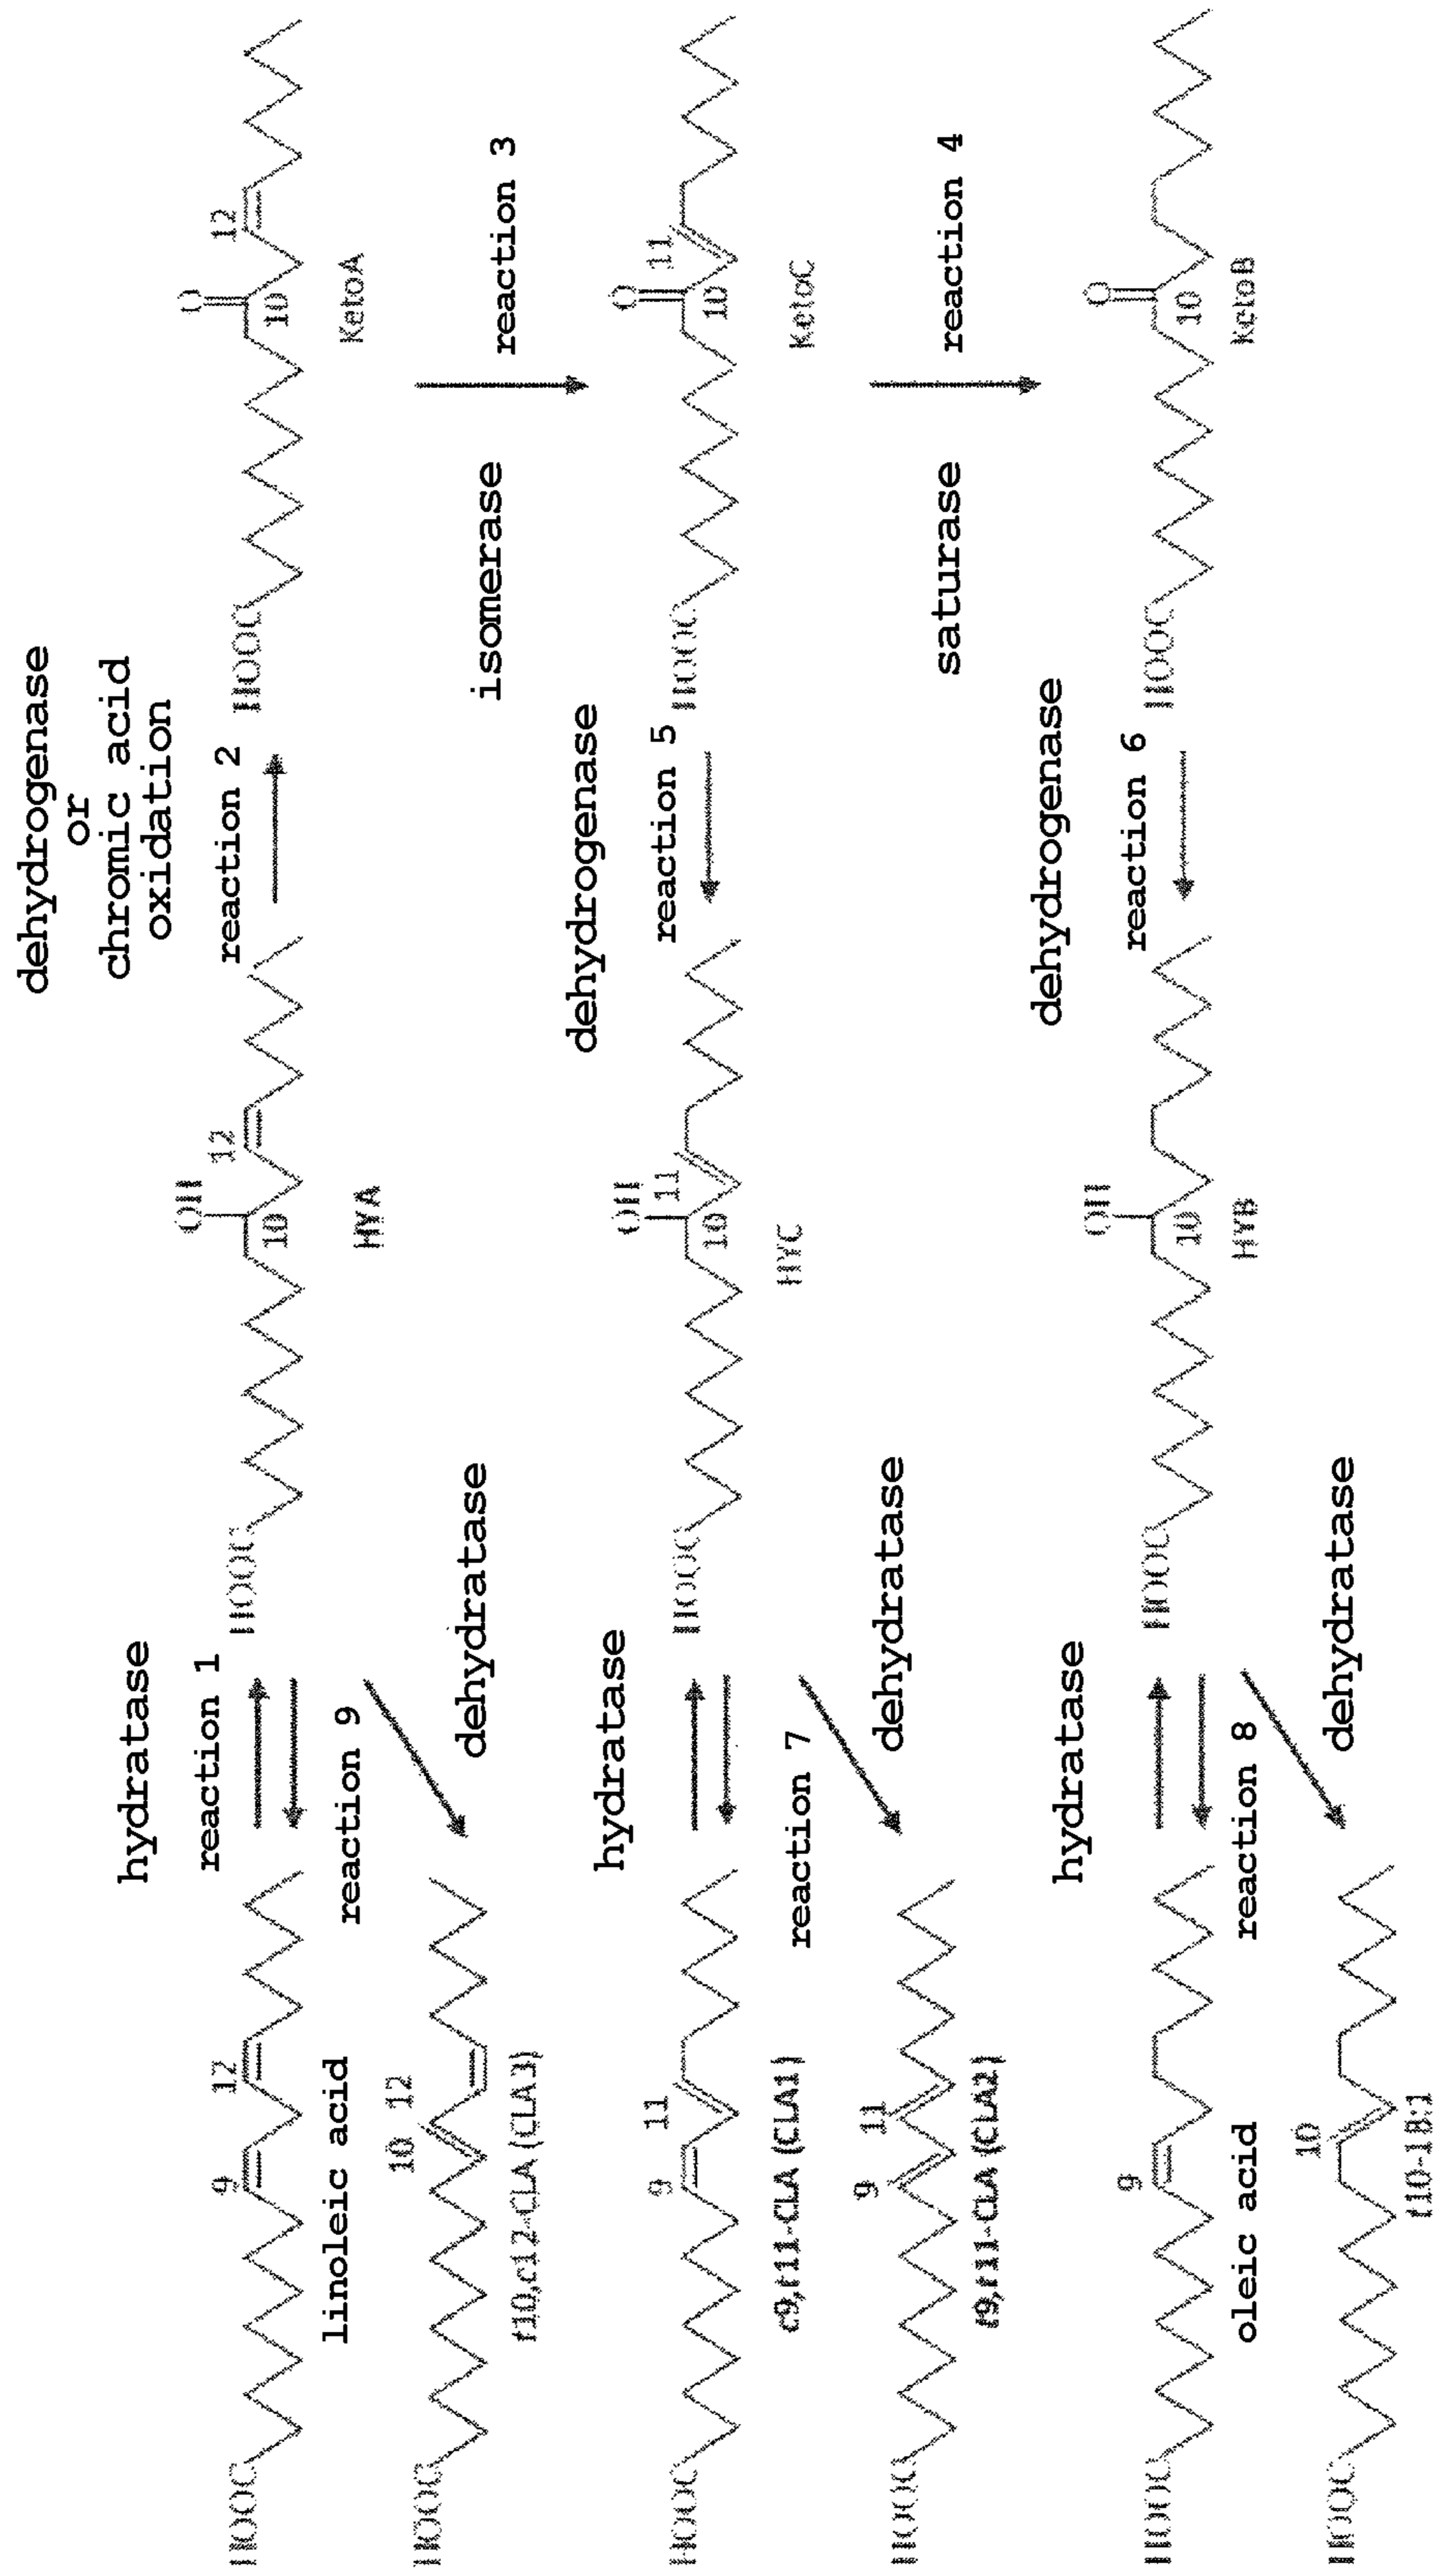 dehydrogenase
or
chromic acid
oxidation
hydratase
reaction 1
reaction 2
HOOC
9
12
linoleic acid
HOOC
OH
10
12
HYA
HOOC
O
10
12
KetoA
reaction 9
dehydratase
HOOC
10
12
t10,c12-CLA (CLA3)
isomerase
reaction 3
hydratase
dehydrogenase
reaction 5
HOOC
9
11
c9,t11-CLA (CLA1)
HOOC
OH
10
11
HYC
HOOC
O
10
11
KetoC
reaction 7
dehydratase
HOOC
9
11
t9,t11-CLA (CLA2)
saturase
reaction 4
hydratase
dehydrogenase
reaction 6
HOOC
9
oleic acid
HOOC
OH
10
HYB
HOOC
O
10
KetoB
reaction 8
dehydratase
HOOC
10
t10-18:1